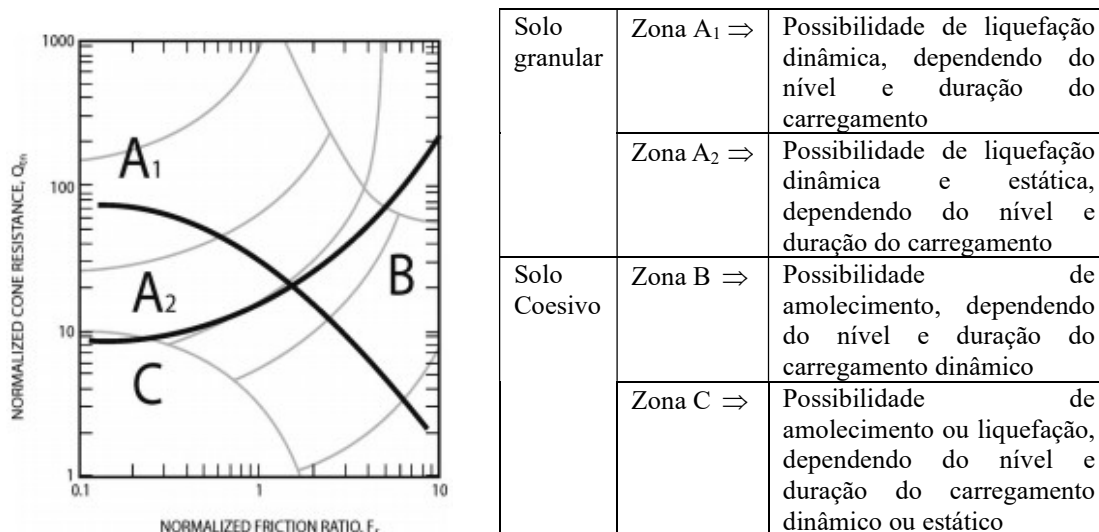 1000
100
10
1
0.1
1
10
NORMALIZED CONE RESISTANCE, Qtn
NORMALIZED FRICTION RATIO, Fr
A1
A2
B
C
Solo
granular
Zona A1 ⇒
Possibilidade de liquefação
dinâmica, dependendo do
nível e duração do
carregamento
Zona A2 ⇒
Possibilidade de liquefação
dinâmica e estática,
dependendo do nível e
duração do carregamento
Solo
Coesivo
Zona B ⇒
Possibilidade de
amolecimento, dependendo
do nível e duração do
carregamento dinâmico
Zona C ⇒
Possibilidade de
amolecimento ou liquefação,
dependendo do nível e
duração do carregamento
dinâmico ou estático